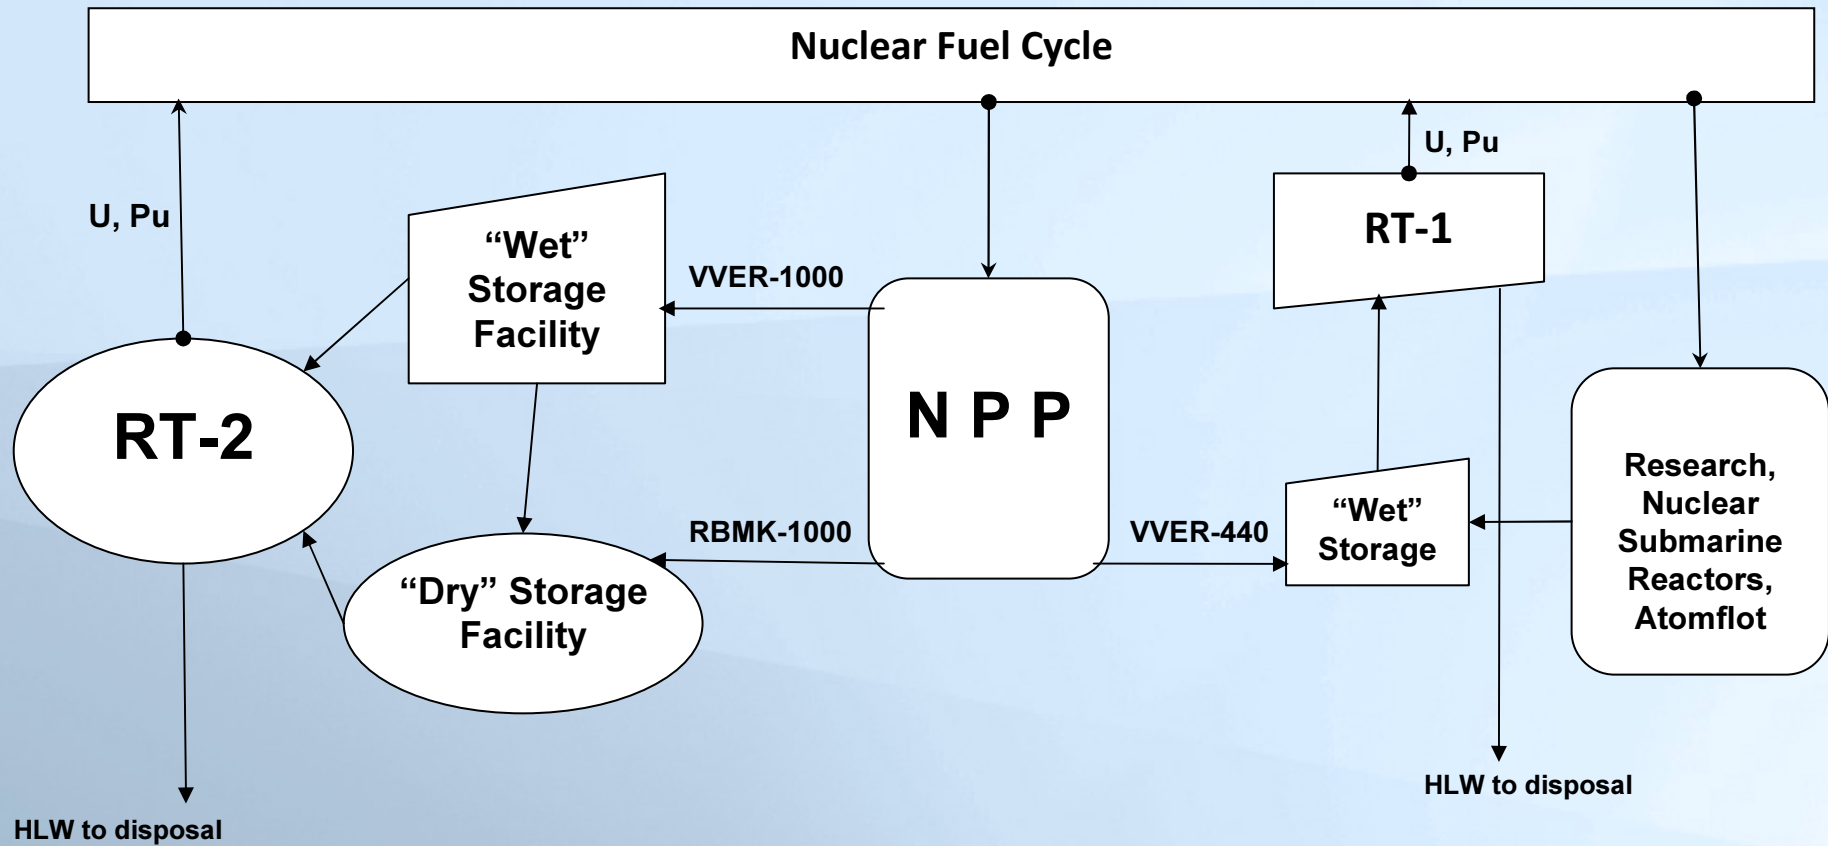 Nuclear Fuel Cycle
U, Pu
U, Pu
“Wet”
Storage
Facility
VVER-1000
RT-1
RT-2
N P P
“Dry” Storage
Facility
RBMK-1000
VVER-440
“Wet”
Storage
Research,
Nuclear
Submarine
Reactors,
Atomflot
HLW to disposal
HLW to disposal